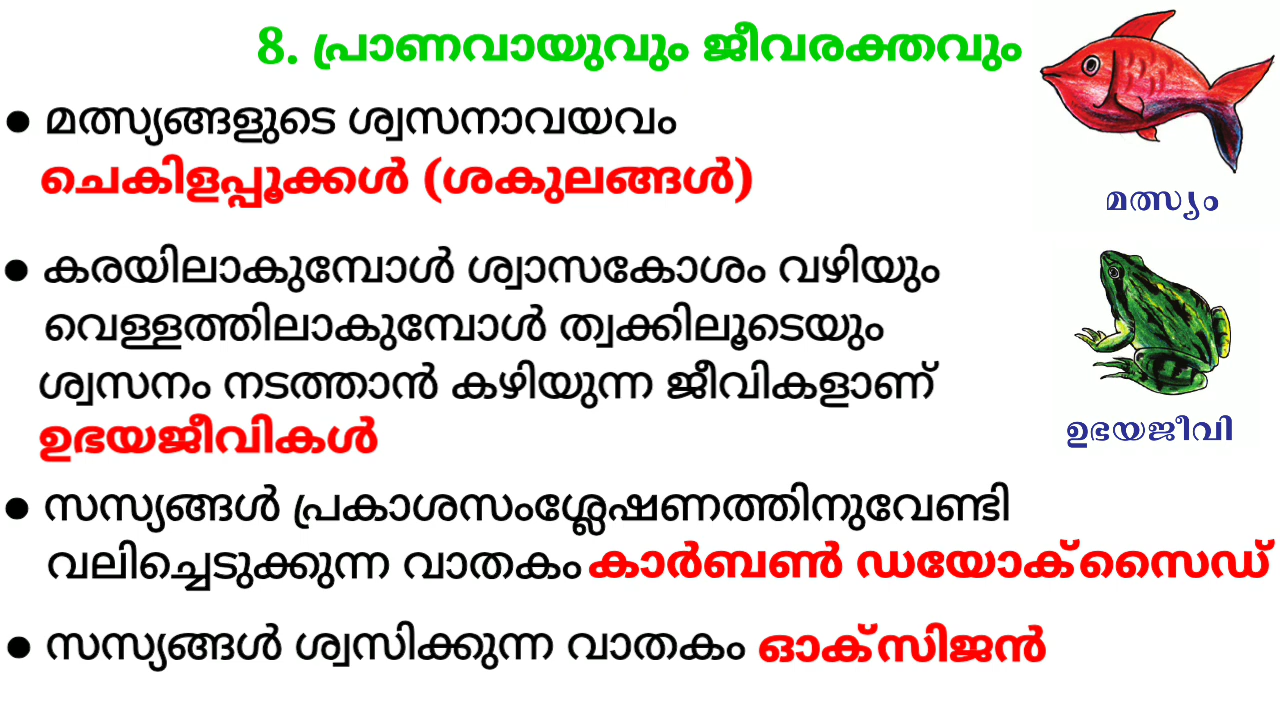 8. പ്രാണവായുവും ജീവരക്തവും
● മത്സ്യങ്ങളുടെ ശ്വസനാവയവം
ചെകിളപ്പൂക്കൾ (ശകുലങ്ങൾ)
മത്സ്യം
● കരയിലാകുമ്പോൾ ശ്വാസകോശം വഴിയും
വെള്ളത്തിലാകുമ്പോൾ ത്വക്കിലൂടെയും
ശ്വസനം നടത്താൻ കഴിയുന്ന ജീവികളാണ്
ഉഭയജീവികൾ
ഉഭയജീവി
● സസ്യങ്ങൾ പ്രകാശസംശ്ലേഷണത്തിനുവേണ്ടി
വലിച്ചെടുക്കുന്ന വാതകം കാർബൺ ഡയോക്സൈഡ്
● സസ്യങ്ങൾ ശ്വസിക്കുന്ന വാതകം ഓക്സിജൻ